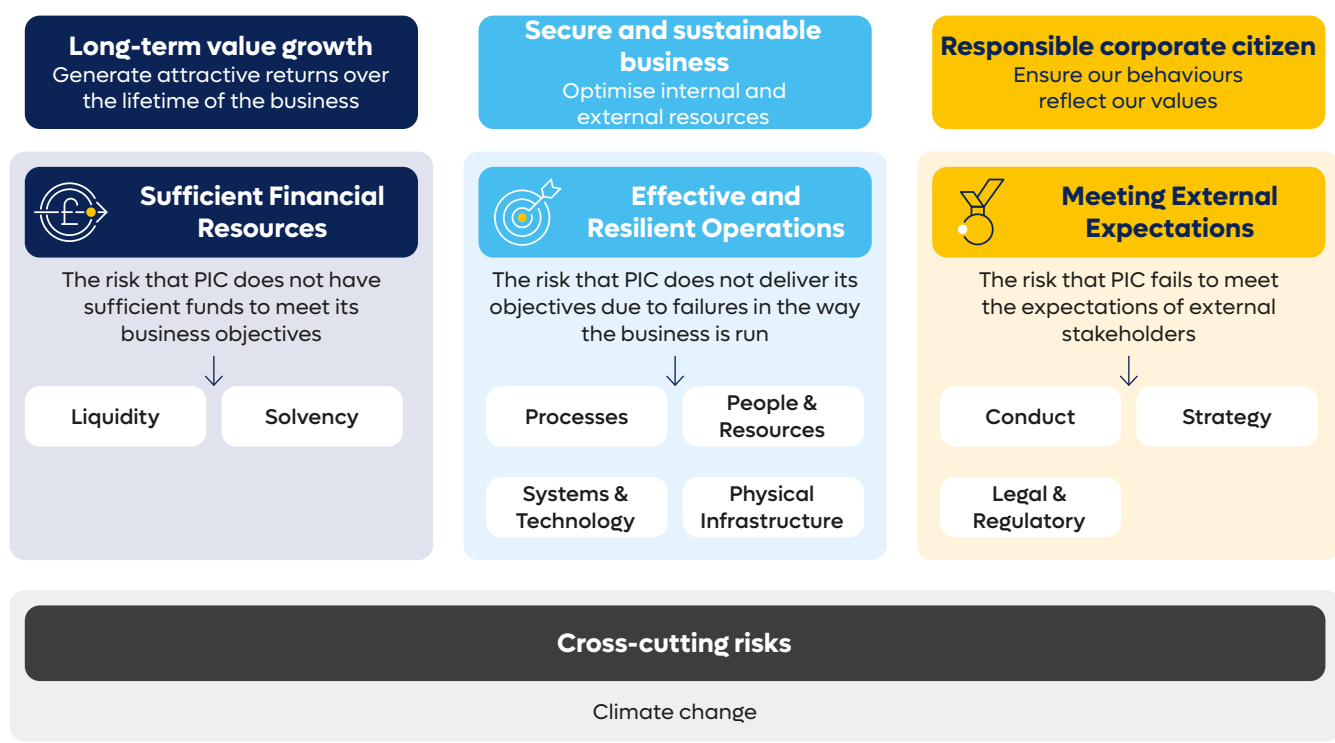 Long-term value growth
Generate attractive returns over
the lifetime of the business
Secure and sustainable
business
Optimise internal and
external resources
Responsible corporate citizen
Ensure our behaviours
reflect our values
£
Sufficient Financial
Resources
The risk that PIC does not have
sufficient funds to meet its
business objectives
Liquidity
Solvency
Effective and
Resilient Operations
The risk that PIC does not deliver its
objectives due to failures in the way
the business is run
Processes
People &
Resources
Systems &
Technology
Physical
Infrastructure
Meeting External
Expectations
The risk that PIC fails to meet
the expectations of external
stakeholders
Conduct
Strategy
Legal &
Regulatory
Cross-cutting risks
Climate change